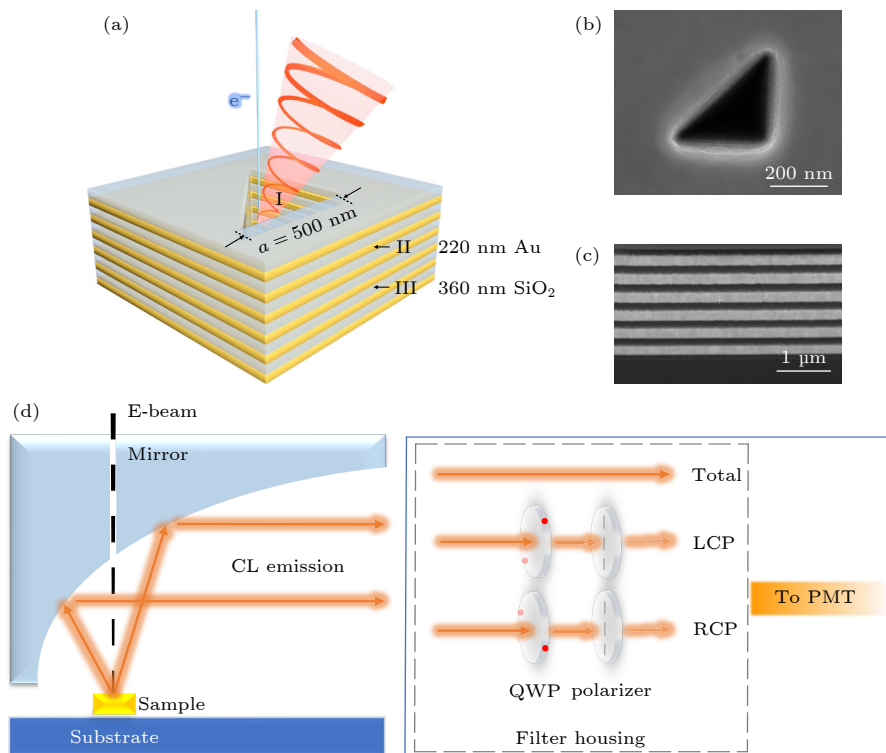 (a)
e⁻
I
a = 500 nm
II 220 nm Au
III 360 nm SiO₂
(b)
200 nm
(c)
1 µm
(d)
E-beam
Mirror
CL emission
Sample
Substrate
Total
LCP
RCP
QWP polarizer
Filter housing
To PMT